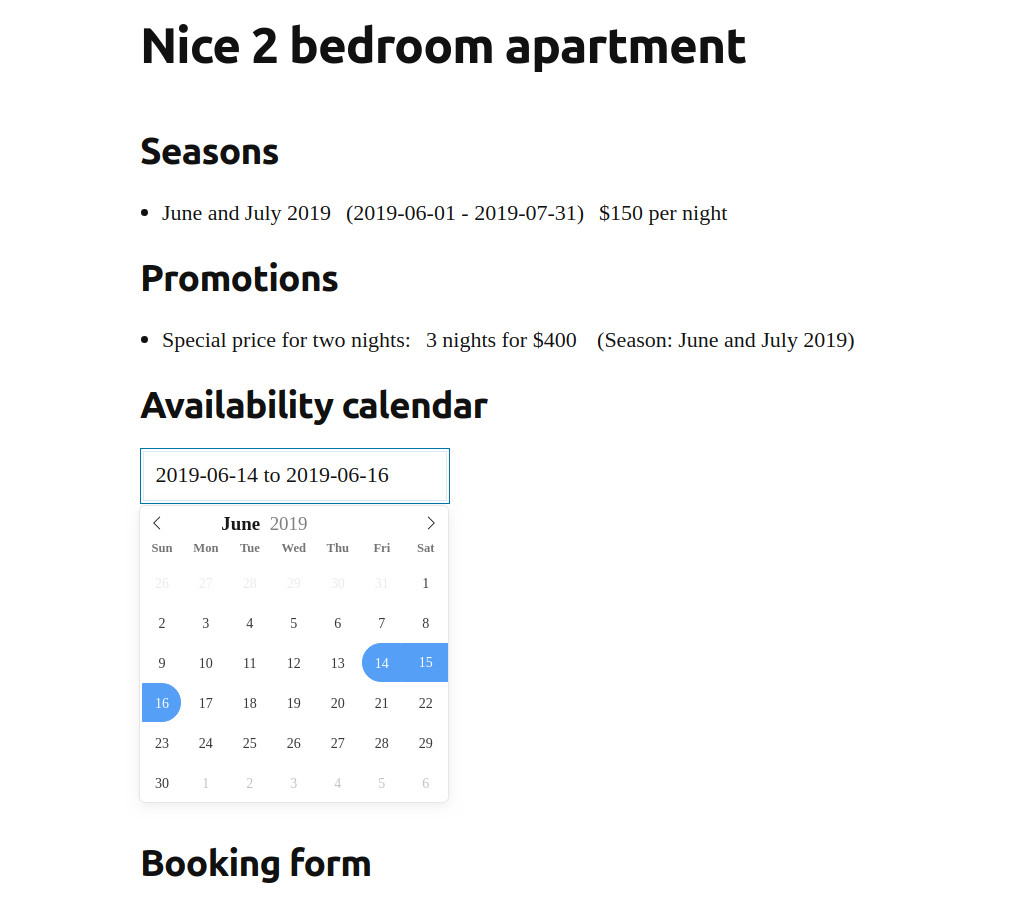 Nice 2 bedroom apartment
Seasons
June and July 2019 (2019-06-01 - 2019-07-31) $150 per night
Promotions
Special price for two nights: 3 nights for $400 (Season: June and July 2019)
Availability calendar
2019-06-14 to 2019-06-16
June 2019
Sun Mon Tue Wed Thu Fri Sat
26 27 28 29 30 31 1
2 3 4 5 6 7 8
9 10 11 12 13 14 15
16 17 18 19 20 21 22
23 24 25 26 27 28 29
30 1 2 3 4 5 6
Booking form